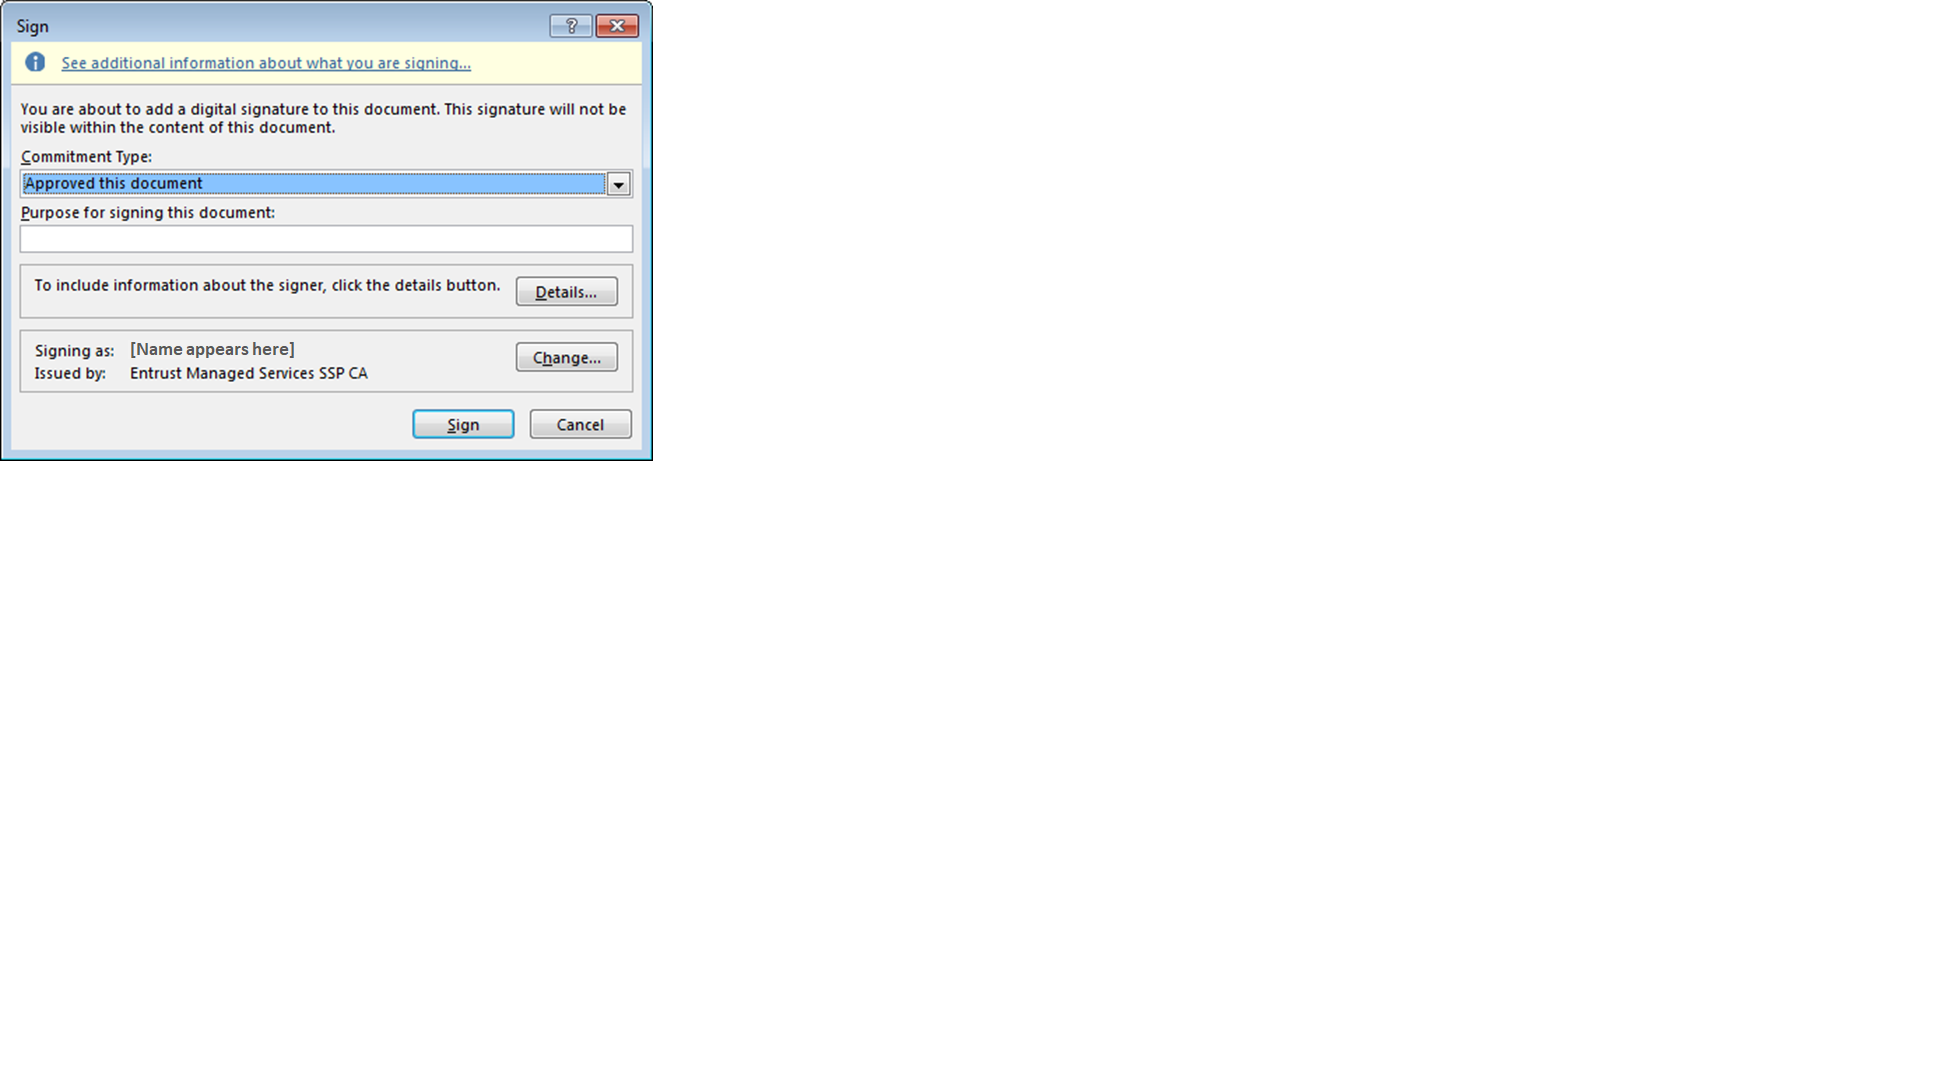 Sign
?
See additional information about what you are signing...
You are about to add a digital signature to this document. This signature will not be
visible within the content of this document.
Commitment Type:
Approved this document
Purpose for signing this document:
To include information about the signer, click the details button.
Details...
Signing as: [Name appears here]
Change...
Issued by: Entrust Managed Services SSP CA
Sign Cancel